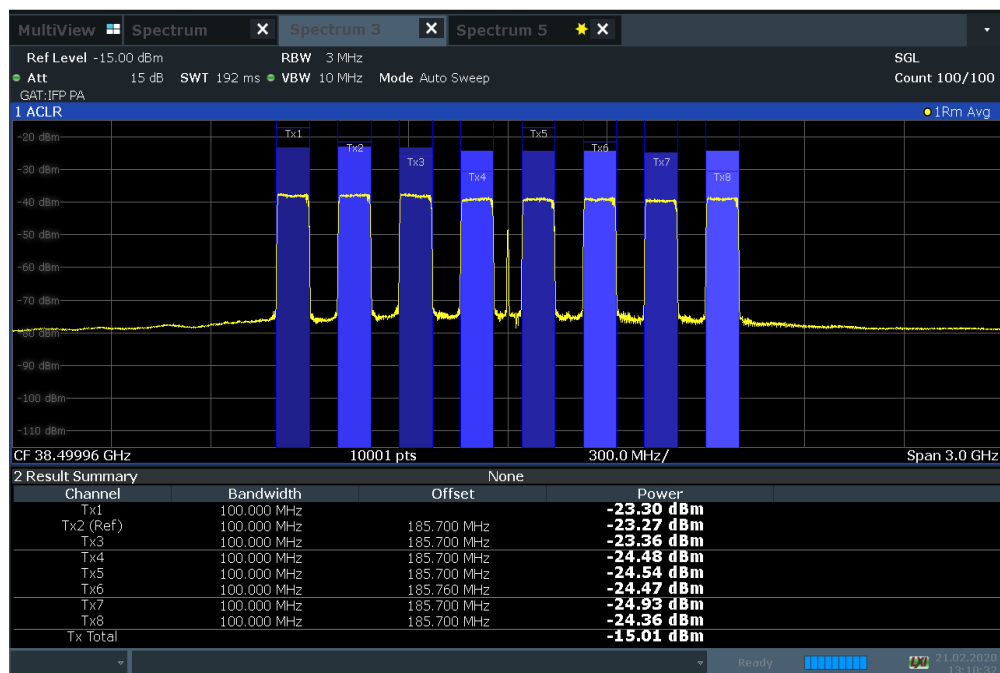 MultiView Spectrum X Spectrum 3 X Spectrum 5 X
Ref Level -15.00 dBm RBW 3 MHz SGL
Att 15 dB SWT 192 ms VBW 10 MHz Mode Auto Sweep Count 100/100
GAT:IFP PA
1 ACLR 1Rm Avg
Tx1 Tx5
-20 dBm
Tx2 Tx6
Tx3 Tx7
-30 dBm
Tx4 Tx8
-40 dBm
-50 dBm
-60 dBm
-70 dBm
-80 dBm
-90 dBm
-100 dBm
-110 dBm
CF 38.49996 GHz 10001 pts 300.0 MHz/ Span 3.0 GHz
2 Result Summary None
Channel Bandwidth Offset Power
Tx1 100.000 MHz -23.30 dBm
Tx2 (Ref) 100.000 MHz 185.700 MHz -23.27 dBm
Tx3 100.000 MHz 185.700 MHz -23.36 dBm
Tx4 100.000 MHz 185.700 MHz -24.48 dBm
Tx5 100.000 MHz 185.700 MHz -24.54 dBm
Tx6 100.000 MHz 185.760 MHz -24.47 dBm
Tx7 100.000 MHz 185.700 MHz -24.93 dBm
Tx8 100.000 MHz 185.700 MHz -24.36 dBm
Tx Total -15.01 dBm
Ready LXI 21.02.2020
13:10:32